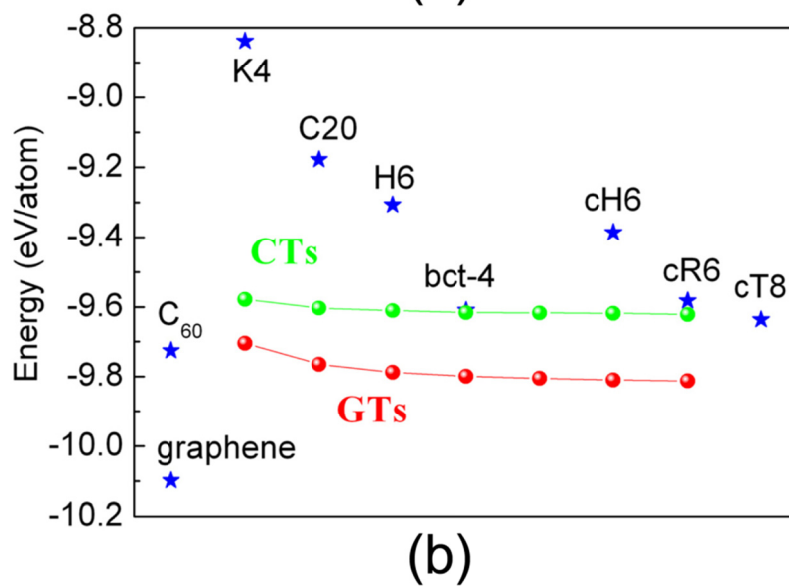 -8.8
-9.0
-9.2
-9.4
-9.6
-9.8
-10.0
-10.2
Energy (eV/atom)
K4
C20
H6
cH6
CTs
bct-4
cR6
cT8
C₆₀
GTs
graphene
(b)